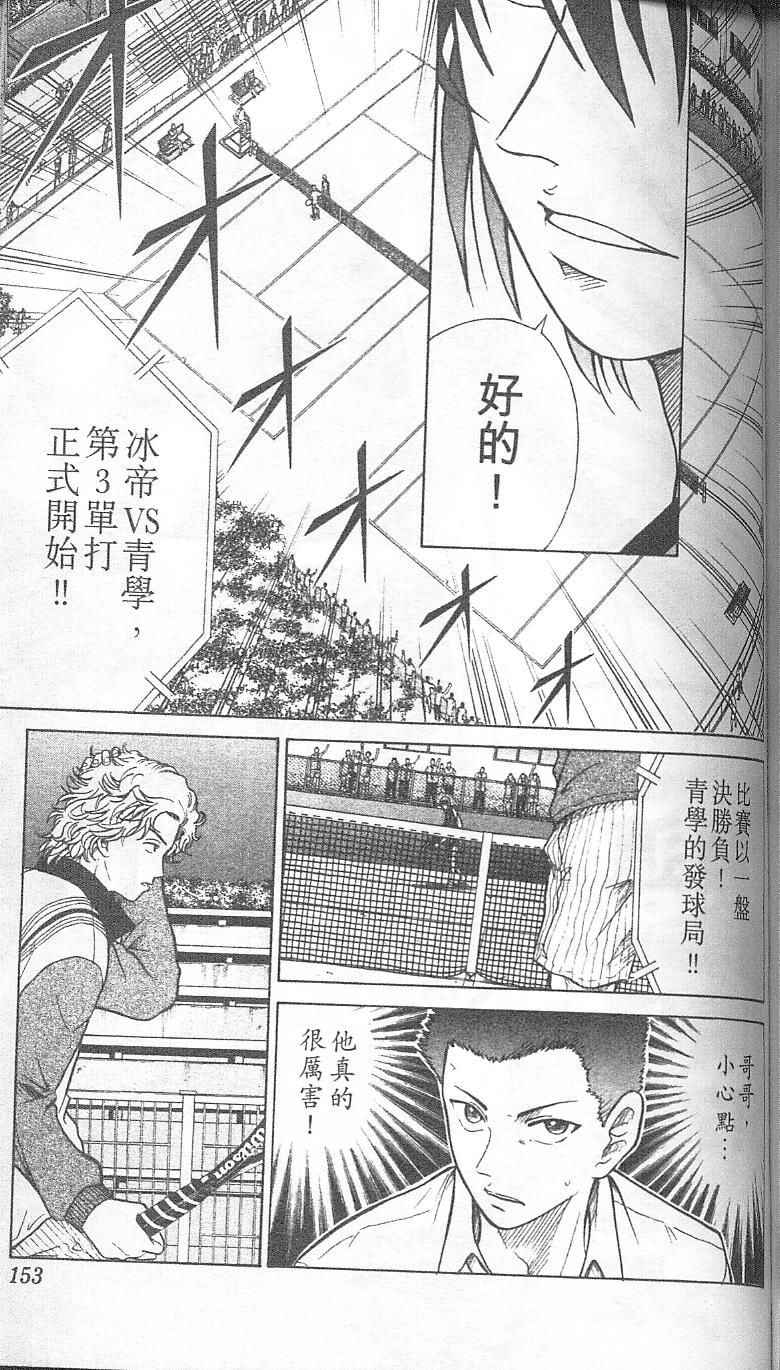 好的！
冰帝VS青學，
第3單打
正式開始!!
比賽以一盤
決勝負！
青學的發球局!!
哥哥，
小心點…
他真的
很厲害！
Wilson
153